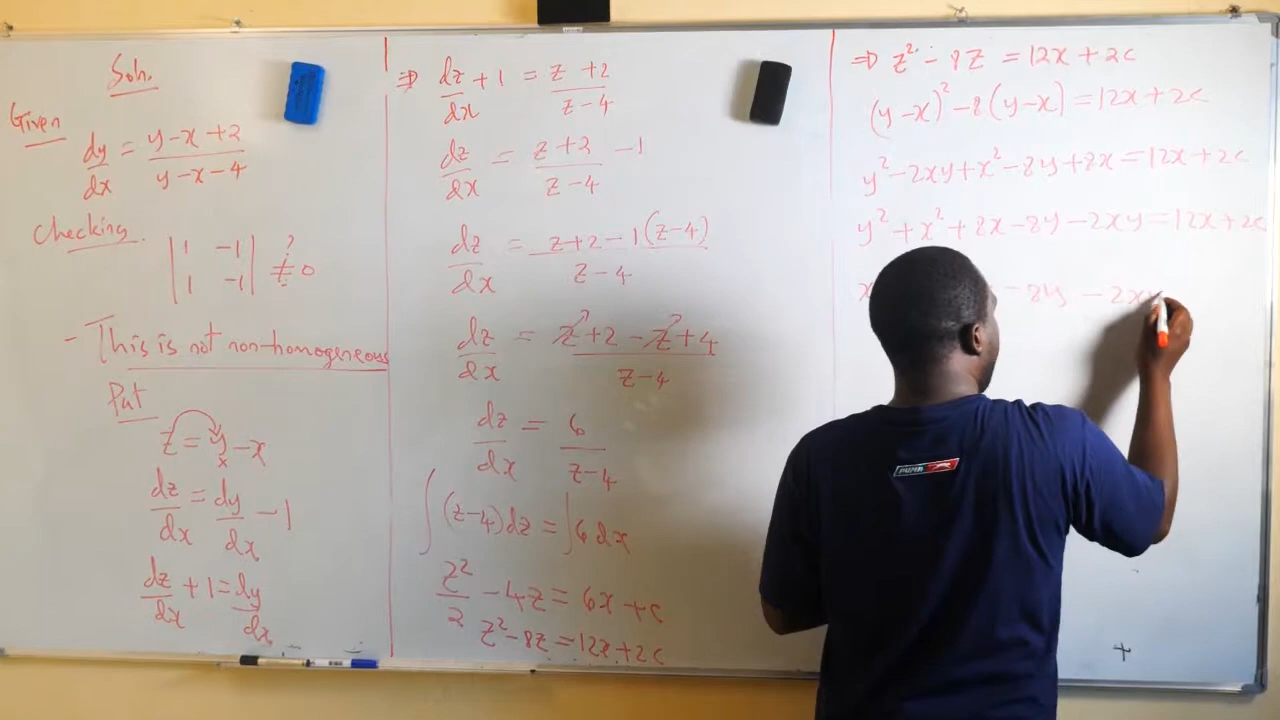 Soln.
Given
dy/dx = y-x+2/y-x-4
Checking.
|1 -1|
|1 -1| ≠ 0
?
- This is not non-homogeneous
Put
z = y-x
x
dz/dx = dy/dx - 1
dz/dx + 1 = dy/dx
⇒ dz/dx + 1 = z+2/z-4
dz/dx = z+2/z-4 - 1
dz/dx = z+2-1(z-4)/z-4
dz/dx = z+2-z+4/z-4
dz/dx = 6/z-4
∫(z-4)dz = ∫6dx
z²/2 - 4z = 6x + c
z² - 8z = 12x + 2c
⇒ z² - 8z = 12x + 2c
(y-x)² - 8(y-x) = 12x + 2c
y² - 2xy + x² - 8y + 8x = 12x + 2c
y² + x² + 8x - 8y - 2xy = 12x + 2c
- 8y - 2xy
PUMA